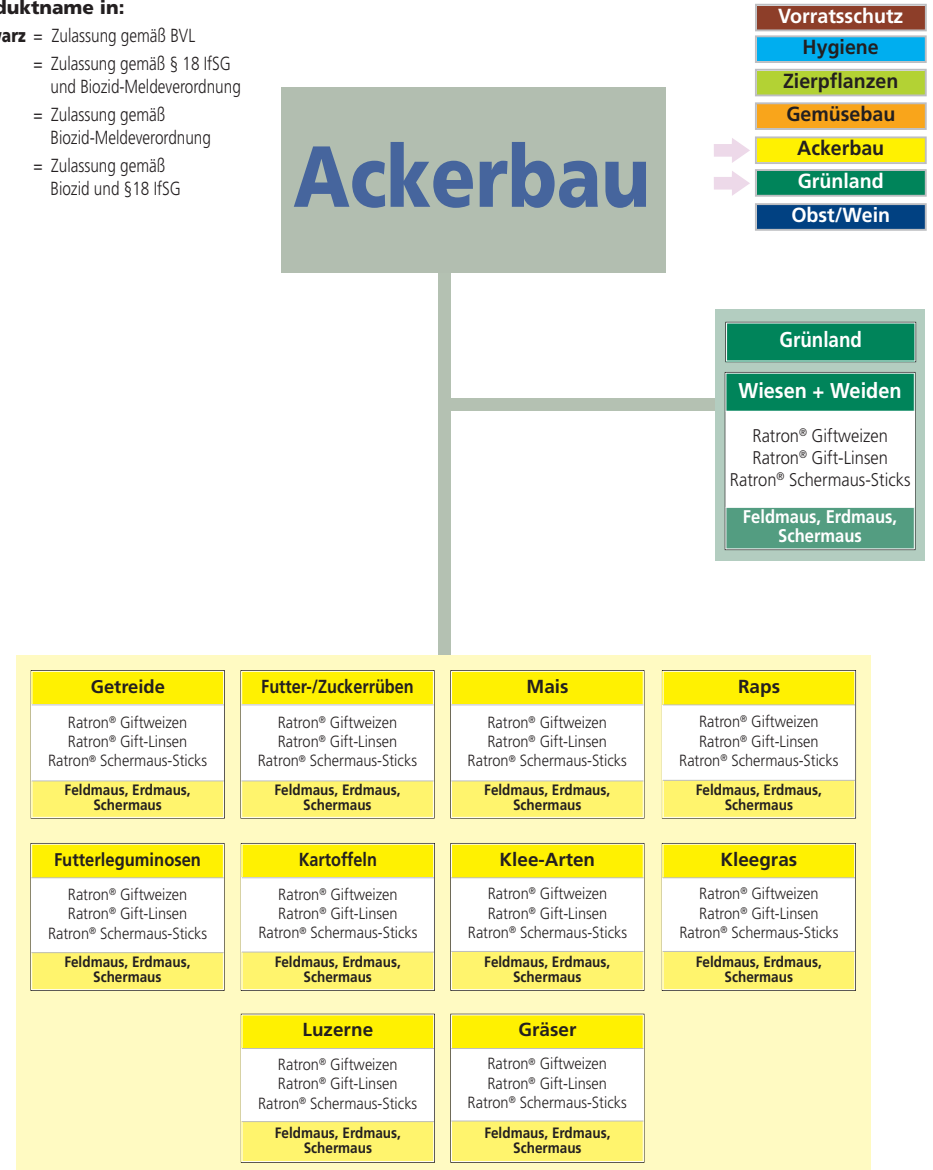 duktname in:
warz = Zulassung gemäß BVL
= Zulassung gemäß § 18 IfSG
und Biozid-Meldeverordnung
= Zulassung gemäß
Biozid-Meldeverordnung
= Zulassung gemäß
Biozid und §18 IfSG
Ackerbau
Vorratsschutz
Hygiene
Zierpflanzen
Gemüsebau
Ackerbau
Grünland
Obst/Wein
Grünland
Wiesen + Weiden
Ratron® Giftweizen
Ratron® Gift-Linsen
Ratron® Schermaus-Sticks
Feldmaus, Erdmaus,
Schermaus
Getreide
Ratron® Giftweizen
Ratron® Gift-Linsen
Ratron® Schermaus-Sticks
Feldmaus, Erdmaus,
Schermaus
Futter-/Zuckerrüben
Ratron® Giftweizen
Ratron® Gift-Linsen
Ratron® Schermaus-Sticks
Feldmaus, Erdmaus,
Schermaus
Mais
Ratron® Giftweizen
Ratron® Gift-Linsen
Ratron® Schermaus-Sticks
Feldmaus, Erdmaus,
Schermaus
Raps
Ratron® Giftweizen
Ratron® Gift-Linsen
Ratron® Schermaus-Sticks
Feldmaus, Erdmaus,
Schermaus
Futterleguminosen
Ratron® Giftweizen
Ratron® Gift-Linsen
Ratron® Schermaus-Sticks
Feldmaus, Erdmaus,
Schermaus
Kartoffeln
Ratron® Giftweizen
Ratron® Gift-Linsen
Ratron® Schermaus-Sticks
Feldmaus, Erdmaus,
Schermaus
Klee-Arten
Ratron® Giftweizen
Ratron® Gift-Linsen
Ratron® Schermaus-Sticks
Feldmaus, Erdmaus,
Schermaus
Kleegras
Ratron® Giftweizen
Ratron® Gift-Linsen
Ratron® Schermaus-Sticks
Feldmaus, Erdmaus,
Schermaus
Luzerne
Ratron® Giftweizen
Ratron® Gift-Linsen
Ratron® Schermaus-Sticks
Feldmaus, Erdmaus,
Schermaus
Gräser
Ratron® Giftweizen
Ratron® Gift-Linsen
Ratron® Schermaus-Sticks
Feldmaus, Erdmaus,
Schermaus